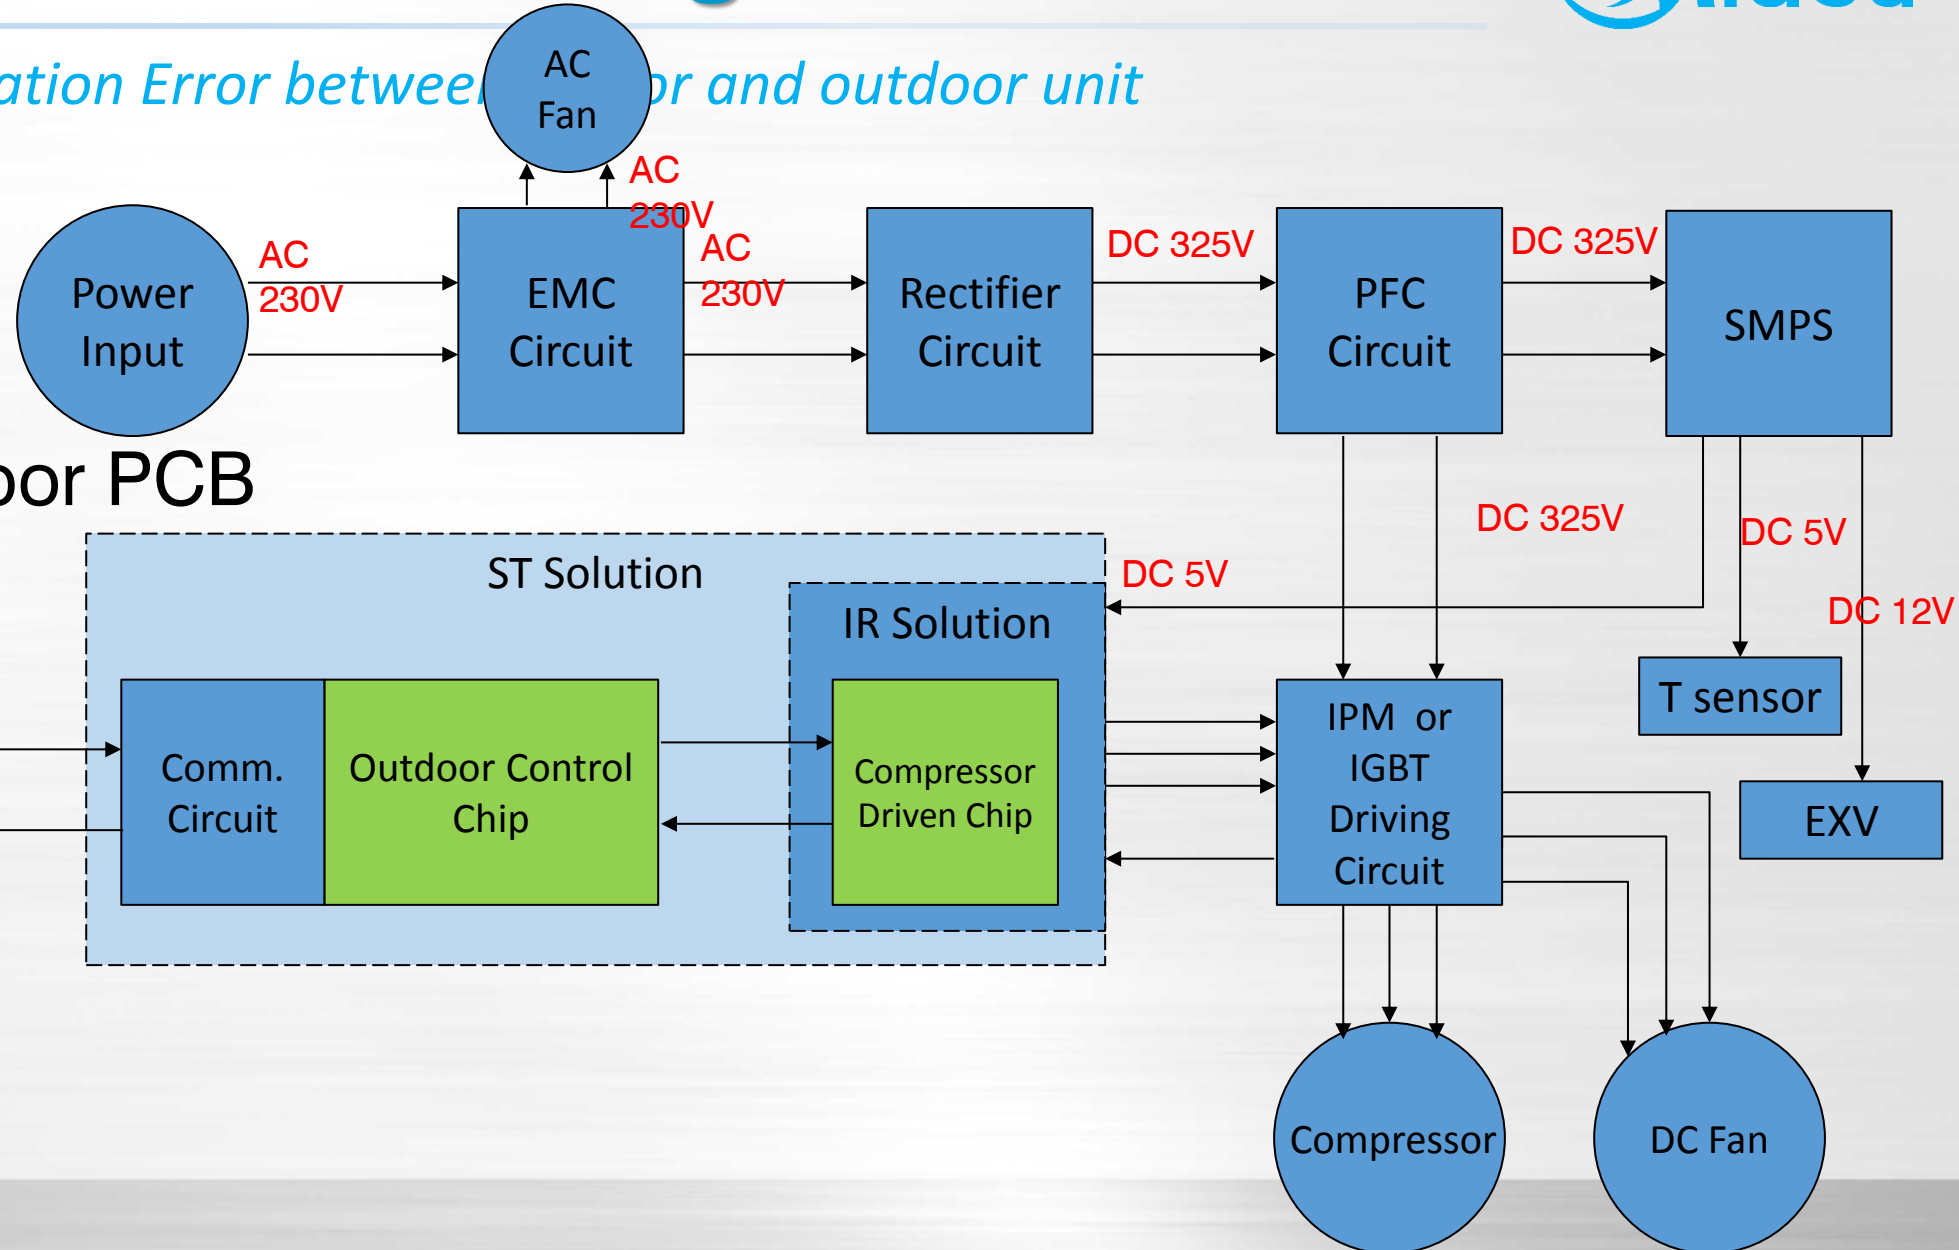 ation Error between
or and outdoor unit
AC
Fan
AC
230V
Power
Input
AC
230V
EMC
Circuit
AC
230V
Rectifier
Circuit
DC 325V
PFC
Circuit
DC 325V
SMPS
oor PCB
DC 325V
DC 5V
DC 12V
ST Solution
DC 5V
IR Solution
Comm.
Circuit
Outdoor Control
Chip
Compressor
Driven Chip
IPM or
IGBT
Driving
Circuit
T sensor
EXV
Compressor
DC Fan